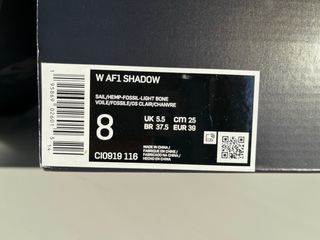 W AF1 SHADOW
SAIL/HEMP-FOSSIL-LIGHT BONE
VOILE/FOSSILE/OS CLAIR/CHANVRE
8
UK 5.5 CM 25
BR 37.5 EUR 39
CI0919 116
MADE IN CHINA /
FABRIQUÉ EN CHINE /
FABRICADO NA CHINA /
HECHO EN CHINA